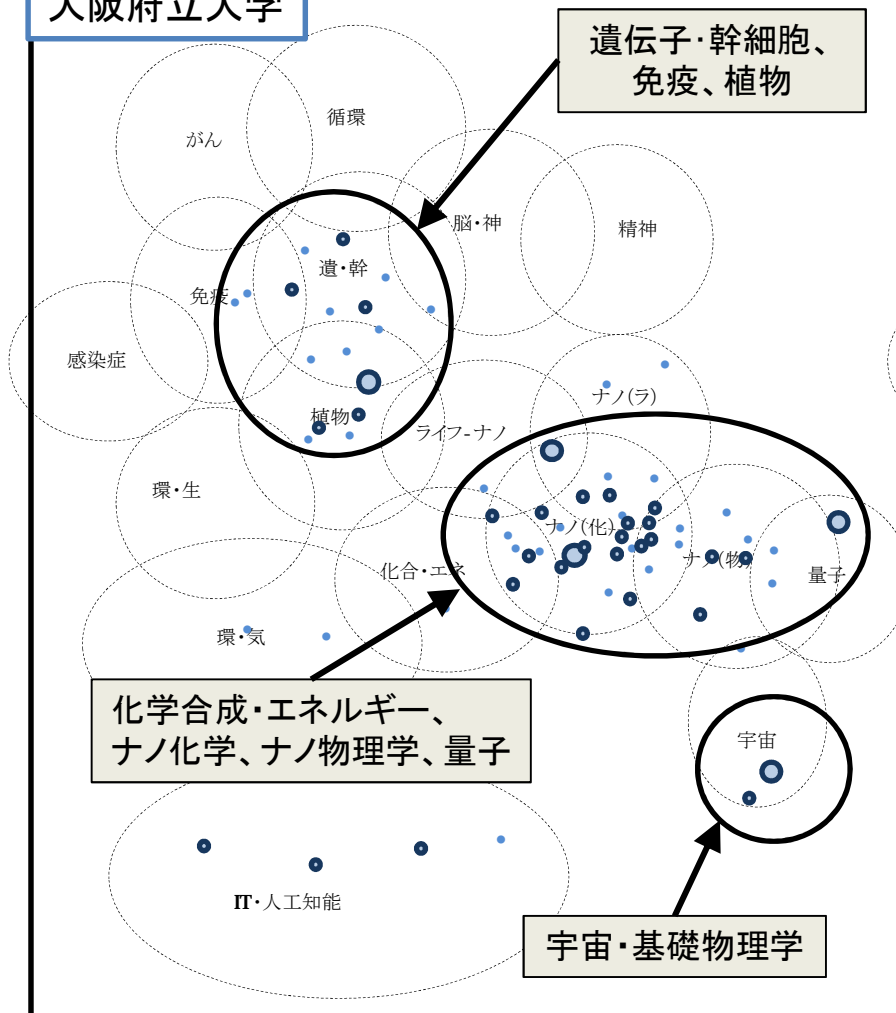 大阪府立大学
遺伝子・幹細胞、
免疫、植物
循環
がん
脳・神
精神
遺・幹
免疫
感染症
ナノ(ラ)
植物
ライフ-ナノ
環・生
ナノ(化)
ナノ(物)
化合・エネ
量子
環・気
化学合成・エネルギー、
ナノ化学、ナノ物理学、量子
宇宙
IT・人工知能
宇宙・基礎物理学